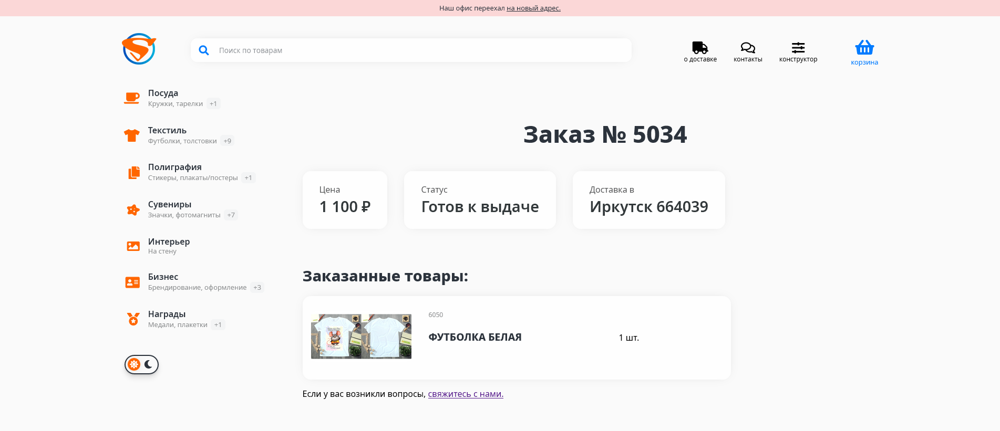 Наш офис переехал на новый адрес.
Поиск по товарам
о доставке
контакты
конструктор
корзина
Посуда
Кружки, тарелки +1
Текстиль
Футболки, толстовки +9
Полиграфия
Стикеры, плакаты/постеры +1
Сувениры
Значки, фотомагниты +7
Интерьер
На стену
Бизнес
Брендирование, оформление +3
Награды
Медали, плакетки +1
Заказ № 5034
Цена
1 100 ₽
Статус
Готов к выдаче
Доставка в
Иркутск 664039
Заказанные товары:
6050
ФУТБОЛКА БЕЛАЯ
1 шт.
Если у вас возникли вопросы, свяжитесь с нами.